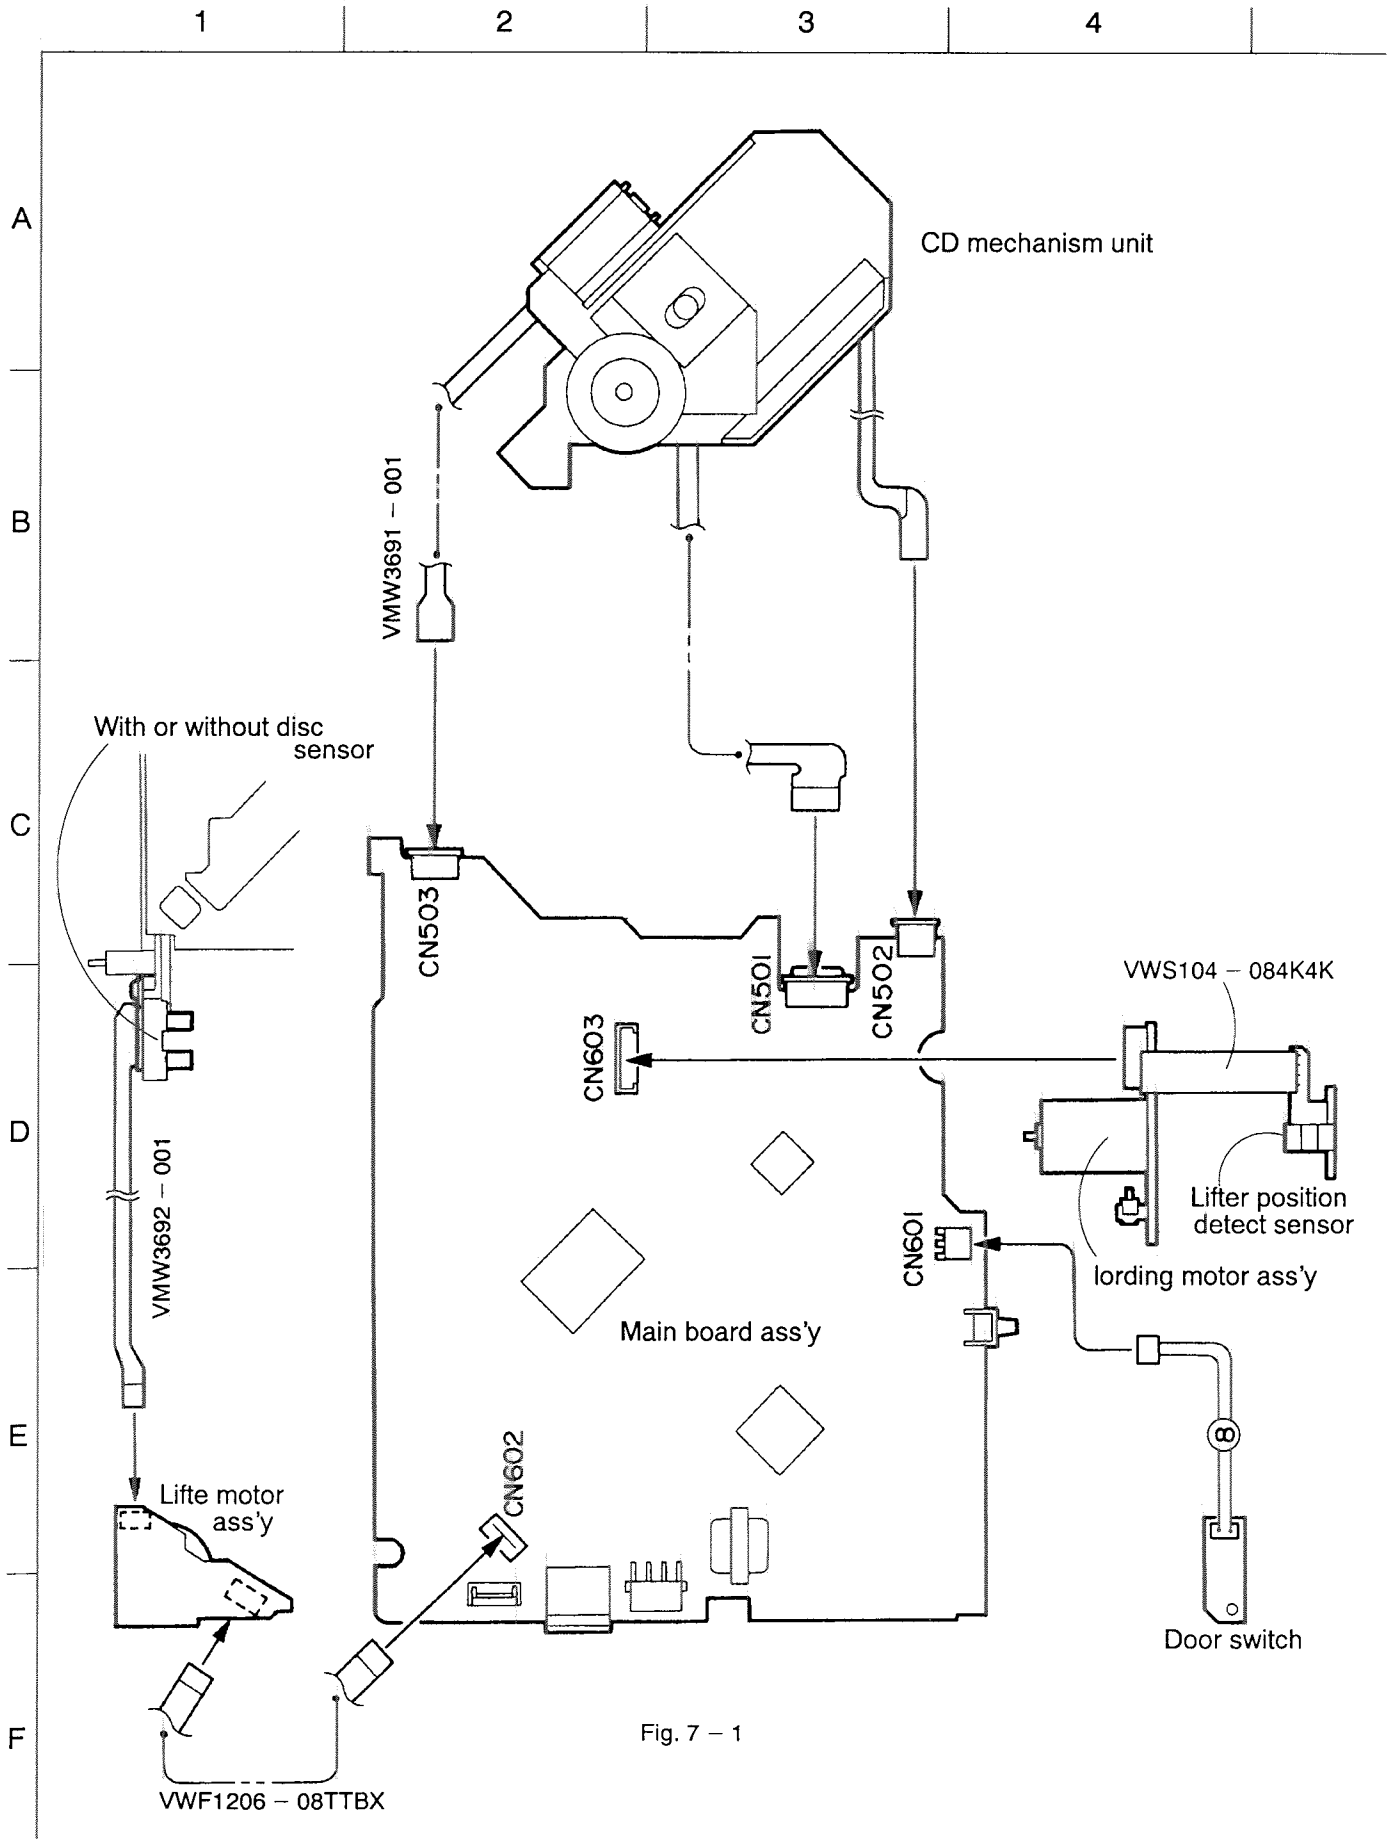 1
2
3
4
A
CD mechanism unit
B
VMW3691 – 001
With or without disc
sensor
C
CN503
CN501
CN502
VWS104 – 084K4K
CN603
D
VMW3692 – 001
Lifter position
detect sensor
CN601
lording motor ass'y
Main board ass'y
E
CN602
Lifte motor
ass'y
Door switch
F
Fig. 7 – 1
VWF1206 – 08TTBX